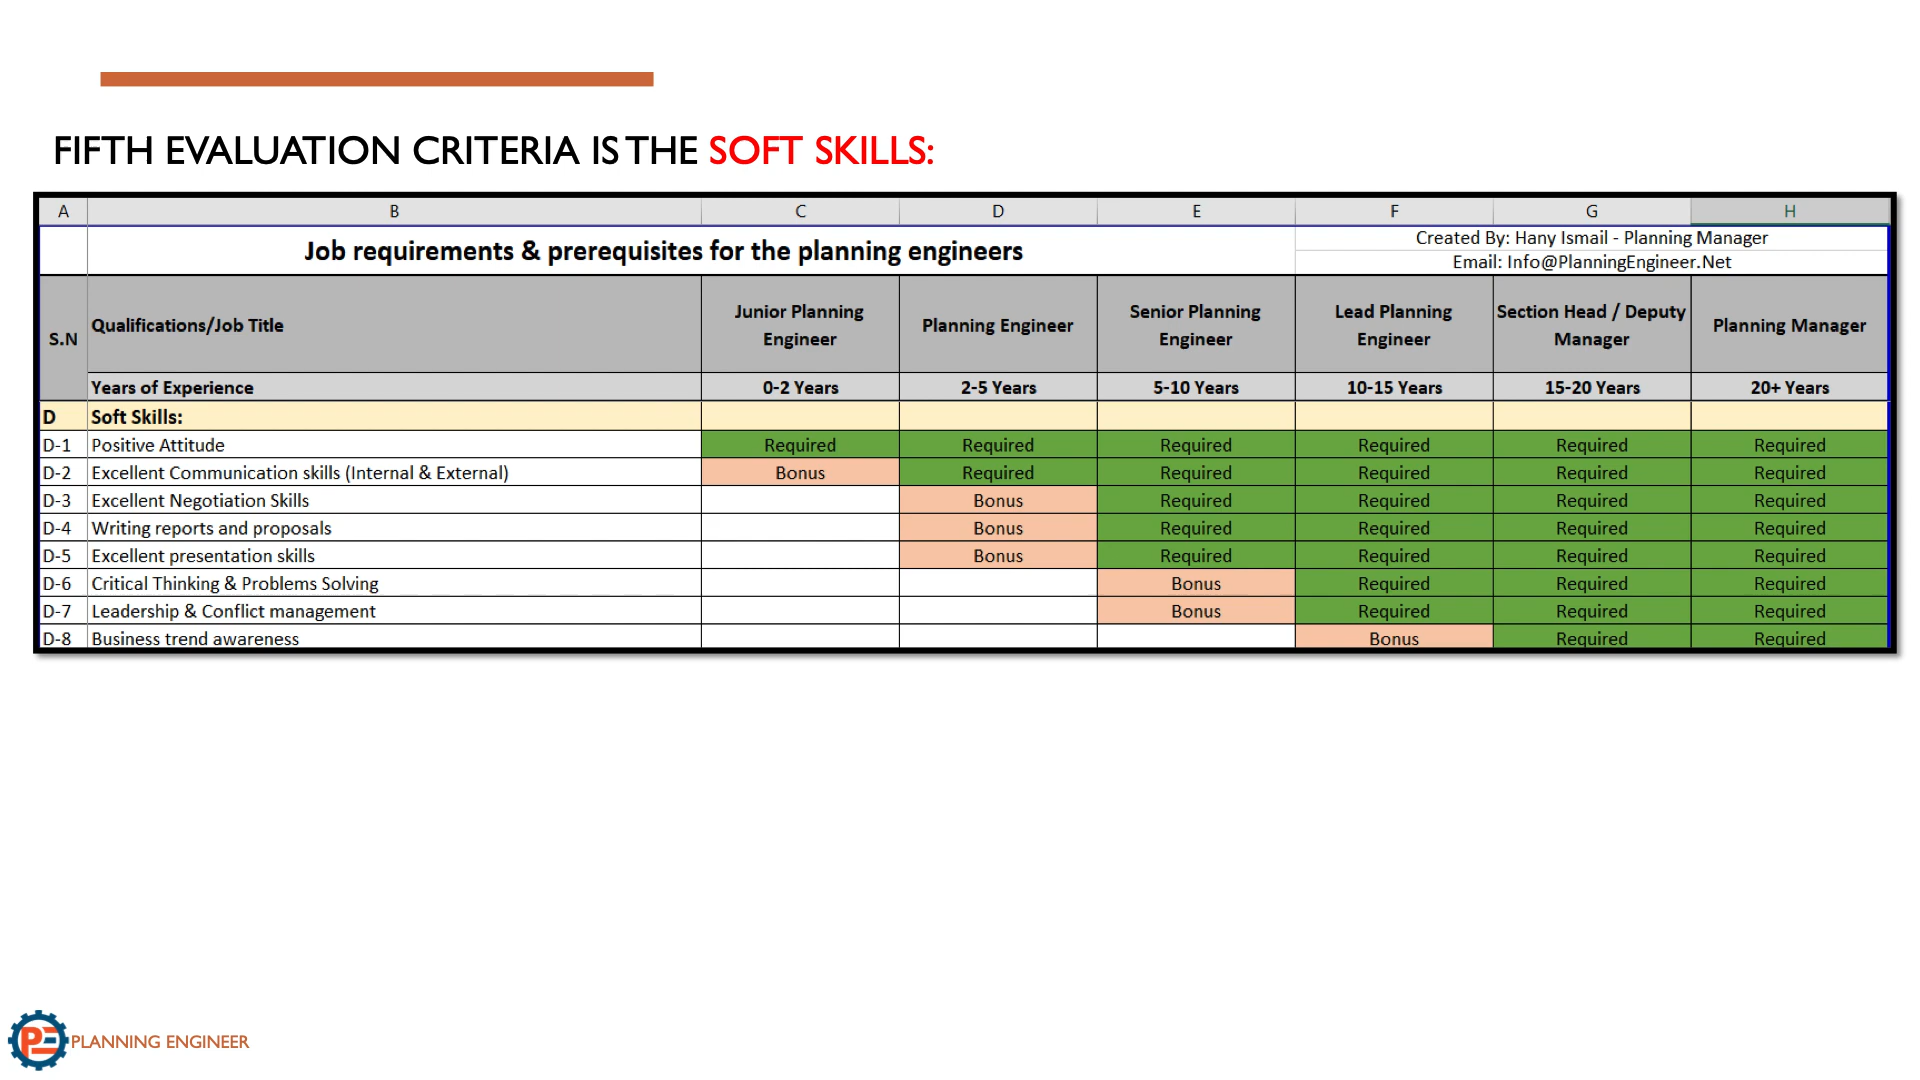 FIFTH EVALUATION CRITERIA IS THE SOFT SKILLS:
A B C D E F G H
Job requirements & prerequisites for the planning engineers
Created By: Hany Ismail - Planning Manager
Email: Info@PlanningEngineer.Net
S.N Qualifications/Job Title Junior Planning Engineer Planning Engineer Senior Planning Engineer Lead Planning Engineer Section Head / Deputy Manager Planning Manager
Years of Experience 0-2 Years 2-5 Years 5-10 Years 10-15 Years 15-20 Years 20+ Years
D Soft Skills:
D-1 Positive Attitude Required Required Required Required Required Required
D-2 Excellent Communication skills (Internal & External) Bonus Required Required Required Required Required
D-3 Excellent Negotiation Skills Bonus Required Required Required Required
D-4 Writing reports and proposals Bonus Required Required Required Required
D-5 Excellent presentation skills Bonus Required Required Required Required
D-6 Critical Thinking & Problems Solving Bonus Required Required Required
D-7 Leadership & Conflict management Bonus Required Required Required
D-8 Business trend awareness Bonus Required Required
PE PLANNING ENGINEER